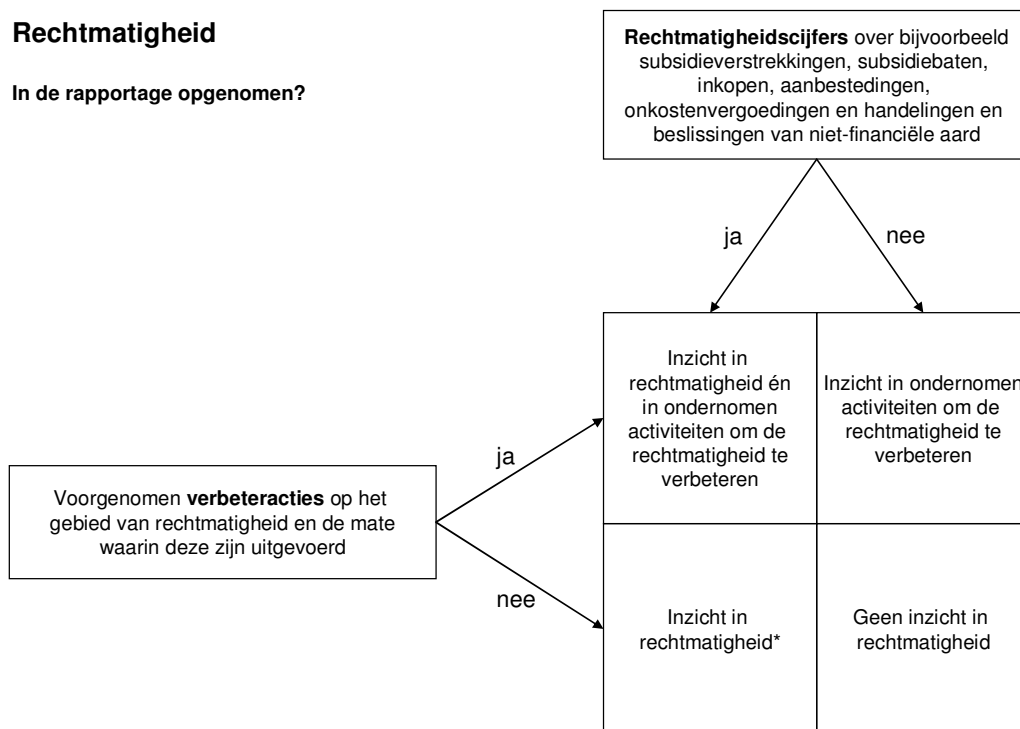 Rechtmatigheid
In de rapportage opgenomen?
Rechtmatigheidscijfers over bijvoorbeeld
subsidieverstrekkingen, subsidiebaten,
inkopen, aanbestedingen,
onkostenvergoedingen en handelingen en
beslissingen van niet-financiële aard
ja
nee
Inzicht in
rechtmatigheid én
in ondernomen
activiteiten om de
rechtmatigheid te
verbeteren
Inzicht in ondernomen
activiteiten om de
rechtmatigheid te
verbeteren
Voorgenomen verbeteracties op het
gebied van rechtmatigheid en de mate
waarin deze zijn uitgevoerd
ja
nee
Inzicht in
rechtmatigheid*
Geen inzicht in
rechtmatigheid